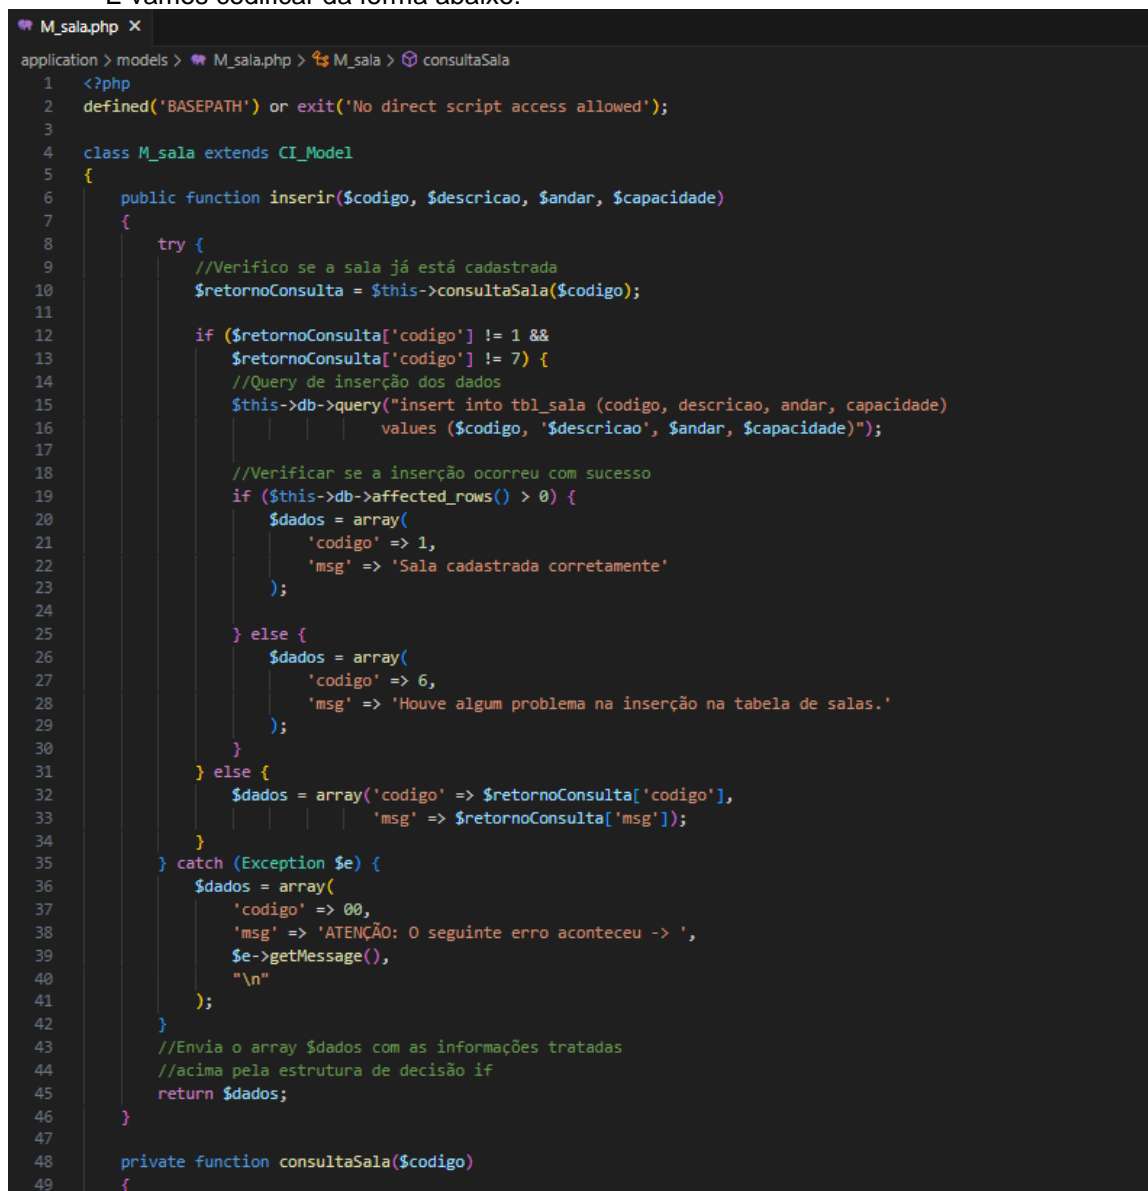 E vamos codificar da forma abaixo:
M_sala.php ×
application > models > M_sala.php > M_sala > consultaSala
1 <?php
2 defined('BASEPATH') or exit('No direct script access allowed');
3
4 class M_sala extends CI_Model
5 {
6     public function inserir($codigo, $descricao, $andar, $capacidade)
7     {
8         try {
9             //Verifico se a sala já está cadastrada
10             $retornoConsulta = $this->consultaSala($codigo);
11
12             if ($retornoConsulta['codigo'] != 1 &&
13                 $retornoConsulta['codigo'] != 7) {
14                 //Query de inserção dos dados
15                 $this->db->query("insert into tbl_sala (codigo, descricao, andar, capacidade)
16                                 values ($codigo, '$descricao', $andar, $capacidade)");
17
18                 //Verificar se a inserção ocorreu com sucesso
19                 if ($this->db->affected_rows() > 0) {
20                     $dados = array(
21                         'codigo' => 1,
22                         'msg' => 'Sala cadastrada corretamente'
23                     );
24
25                 } else {
26                     $dados = array(
27                         'codigo' => 6,
28                         'msg' => 'Houve algum problema na inserção na tabela de salas.'
29                     );
30                 }
31             } else {
32                 $dados = array('codigo' => $retornoConsulta['codigo'],
33                                'msg' => $retornoConsulta['msg']);
34             }
35         } catch (Exception $e) {
36             $dados = array(
37                 'codigo' => 00,
38                 'msg' => 'ATENÇÃO: O seguinte erro aconteceu -> ',
39                 $e->getMessage(),
40                 "\n"
41             );
42         }
43         //Envia o array $dados com as informações tratadas
44         //acima pela estrutura de decisão if
45         return $dados;
46     }
47
48     private function consultaSala($codigo)
49     {